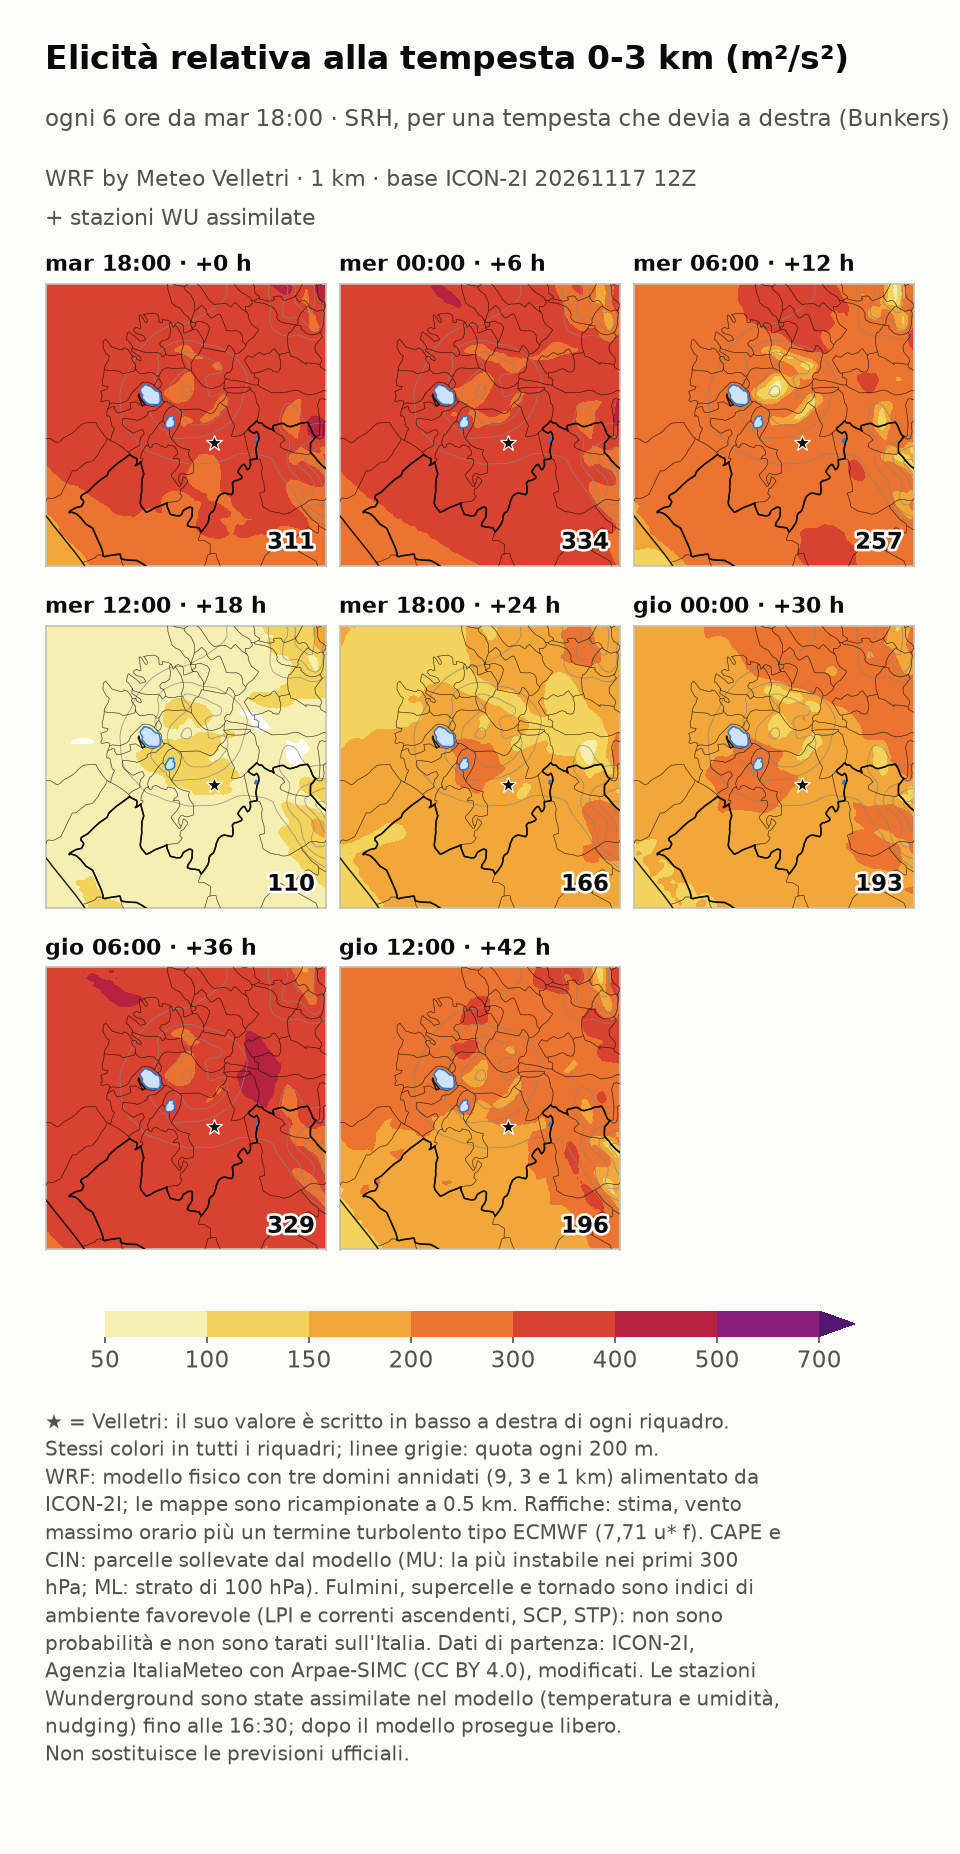 Elicità relativa alla tempesta 0-3 km (m²/s²)
ogni 6 ore da mar 18:00 · SRH, per una tempesta che devia a destra (Bunkers)
WRF by Meteo Velletri · 1 km · base ICON-2I 20261117 12Z
+ stazioni WU assimilate
mar 18:00 · +0 h
mer 00:00 · +6 h
mer 06:00 · +12 h
311
334
257
mer 12:00 · +18 h
mer 18:00 · +24 h
gio 00:00 · +30 h
110
166
193
gio 06:00 · +36 h
gio 12:00 · +42 h
329
196
50 100 150 200 300 400 500 700
★ = Velletri: il suo valore è scritto in basso a destra di ogni riquadro.
Stessi colori in tutti i riquadri; linee grigie: quota ogni 200 m.
WRF: modello fisico con tre domini annidati (9, 3 e 1 km) alimentato da
ICON-2I; le mappe sono ricampionate a 0.5 km. Raffiche: stima, vento
massimo orario più un termine turbolento tipo ECMWF (7,71 u* f). CAPE e
CIN: parcelle sollevate dal modello (MU: la più instabile nei primi 300
hPa; ML: strato di 100 hPa). Fulmini, supercelle e tornado sono indici di
ambiente favorevole (LPI e correnti ascendenti, SCP, STP): non sono
probabilità e non sono tarati sull'Italia. Dati di partenza: ICON-2I,
Agenzia ItaliaMeteo con Arpae-SIMC (CC BY 4.0), modificati. Le stazioni
Wunderground sono state assimilate nel modello (temperatura e umidità,
nudging) fino alle 16:30; dopo il modello prosegue libero.
Non sostituisce le previsioni ufficiali.